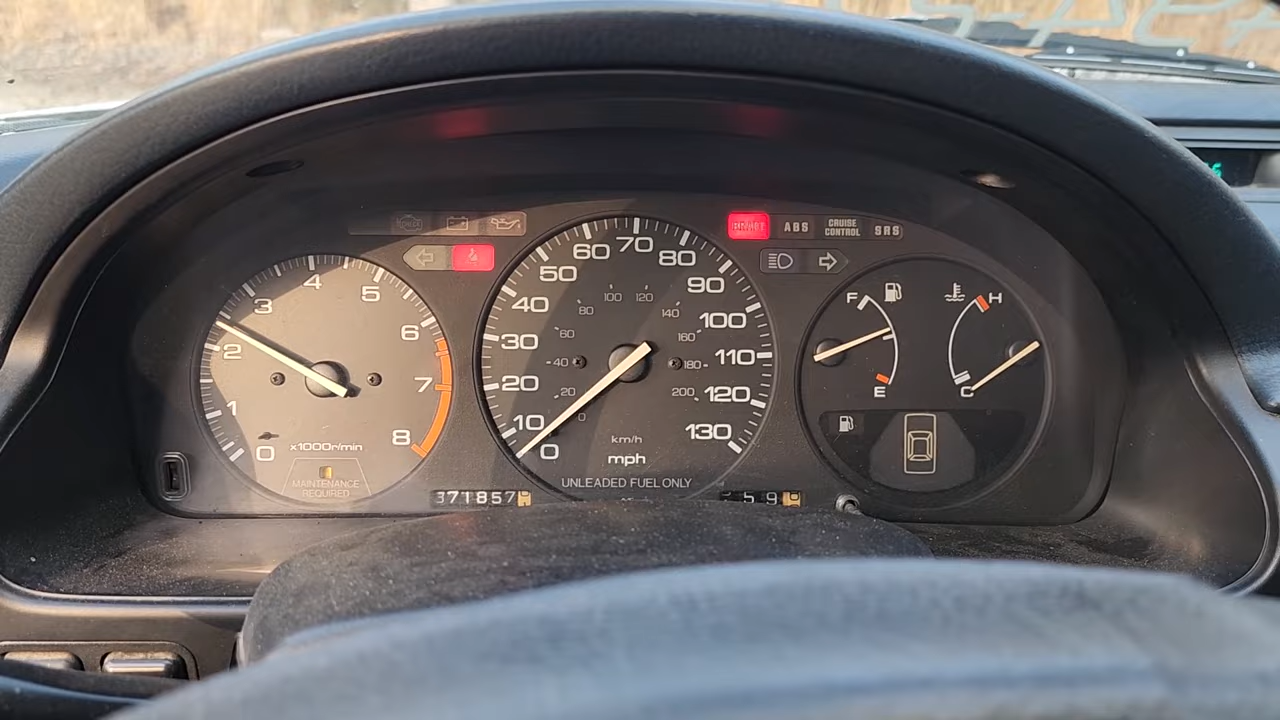 BRAKE
ABS
CRUISE
CONTROL
SRS
0 1 2 3 4 5 6 7 8
x1000r/min
MAINTENANCE
REQUIRED
0 10 20 30 40 50 60 70 80 90 100 110 120 130
0 20 40 60 80 100 120 140 160 180 200
km/h
mph
UNLEADED FUEL ONLY
F
E
H
C
371857
59